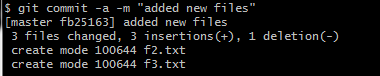 $ git commit -a -m "added new files"
[master fb25163] added new files
 3 files changed, 3 insertions(+), 1 deletion(-)
 create mode 100644 f2.txt
 create mode 100644 f3.txt